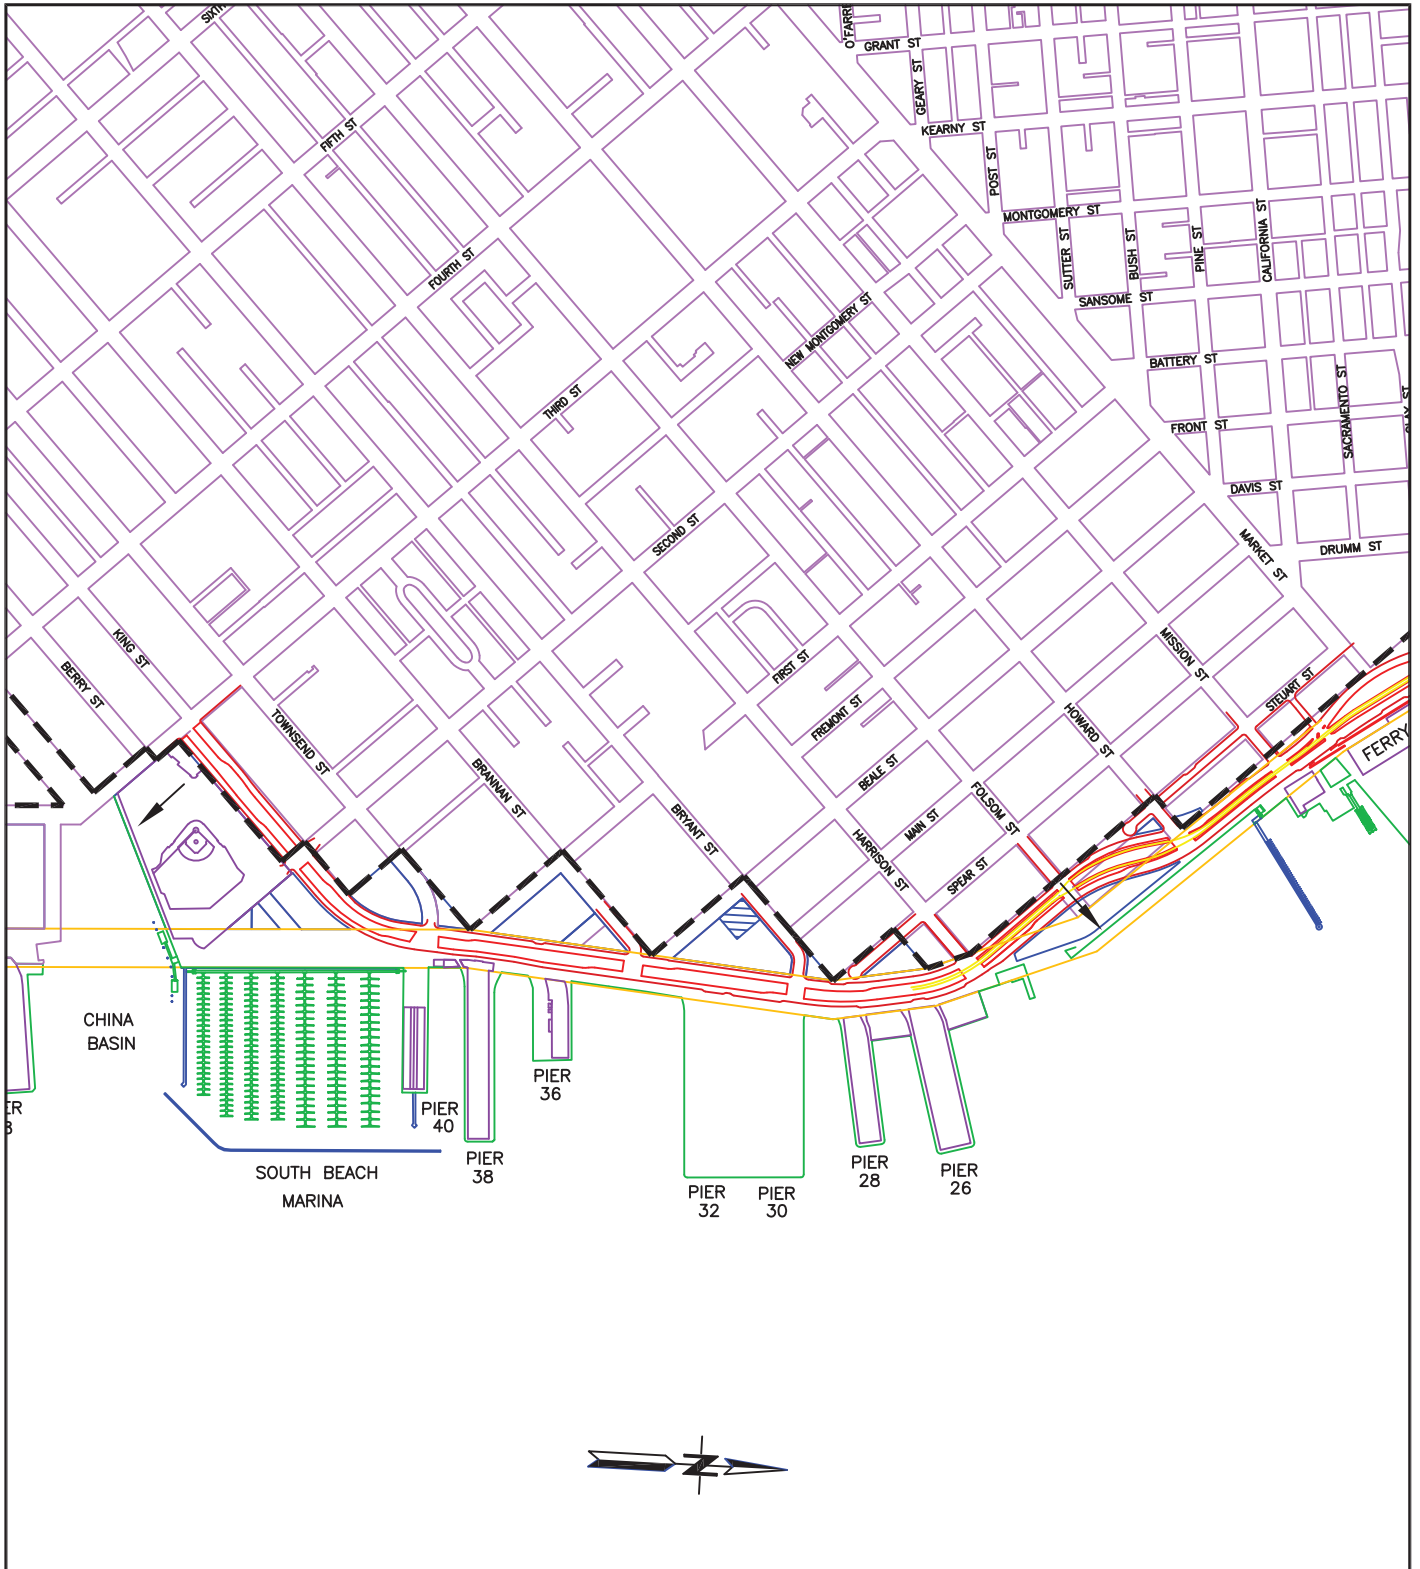 SIXTH
O'FARRE
GRANT ST
GEARY ST
KEARNY ST
FIFTH ST
POST ST
MONTGOMERY ST
SUTTER ST
BUSH ST
PINE ST
CALIFORNIA ST
FOURTH ST
SANSOME ST
NEW MONTGOMERY ST
BATTERY ST
THIRD ST
SACRAMENTO ST
FRONT ST
DAVIS ST
SECOND ST
MARKET ST
DRUMM ST
KING ST
BERRY ST
FIRST ST
MISSION ST
STEUART ST
TOWNSEND ST
FREMONT ST
HOWARD ST
FERRY
BRANNAN ST
BEALE ST
BRYANT ST
FOLSOM ST
MAIN ST
HARRISON ST
SPEAR ST
CHINA
BASIN
PIER
36
ER
PIER
40
SOUTH BEACH
MARINA
PIER
38
PIER
32
PIER
30
PIER
28
PIER
26